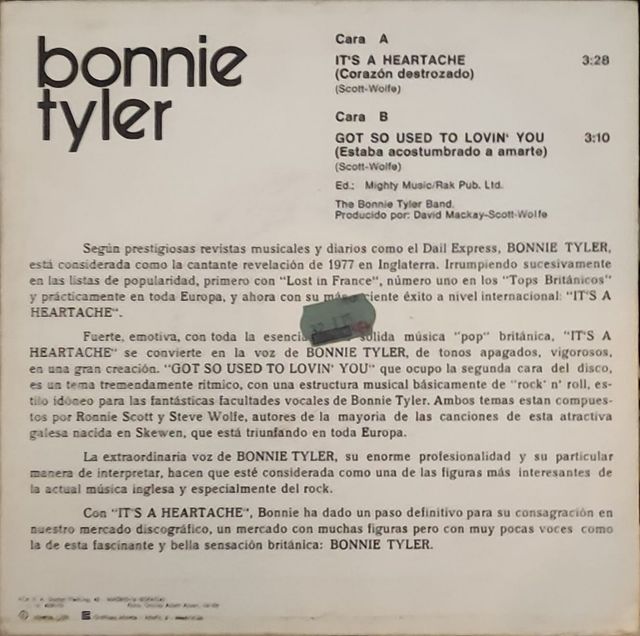 bonnie
tyler
Cara A
IT'S A HEARTACHE 3:28
(Corazón destrozado)
(Scott-Wolfe)
Cara B
GOT SO USED TO LOVIN' YOU 3:10
(Estaba acostumbrado a amarte)
(Scott-Wolfe)
Ed.: Mighty Music/Rak Pub. Ltd.
The Bonnie Tyler Band.
Producido por: David Mackay-Scott-Wolfe
Según prestigiosas revistas musicales y diarios como el Dail Express, BONNIE TYLER,
está considerada como la cantante revelación de 1977 en Inglaterra. Irrumpiendo sucesivamente
en las listas de popularidad, primero con "Lost in France", número uno en los "Tops Británicos"
y prácticamente en toda Europa, y ahora con su éxito a nivel internacional: "IT'S A
HEARTACHE".
Fuerte, emotiva, con toda la sólida música "pop" británica, "IT'S A
HEARTACHE" se convierte en la voz de BONNIE TYLER, de tonos apagados, vigorosos,
en una gran creación. "GOT SO USED TO LOVIN' YOU" que ocupo la segunda cara del disco,
es un tema tremendamente rítmico, con una estructura musical básicamente de "rock' n' roll, es-
tilo idóneo para las fantásticas facultades vocales de Bonnie Tyler. Ambos temas estan compues-
tos por Ronnie Scott y Steve Wolfe, autores de la mayoria de las canciones de esta atractiva
galesa nacida en Skewen, que está triunfando en toda Europa.
La extraordinaria voz de BONNIE TYLER, su enorme profesionalidad y su particular
manera de interpretar, hacen que esté considerada como una de las figuras más interesantes de
la actual música inglesa y especialmente del rock.
Con "IT'S A HEARTACHE", Bonnie ha dado un paso definitivo para su consagración en
nuestro mercado discográfico, un mercado con muchas figuras pero con muy pocas voces como
la de esta fascinante y bella sensación británica: BONNIE TYLER.